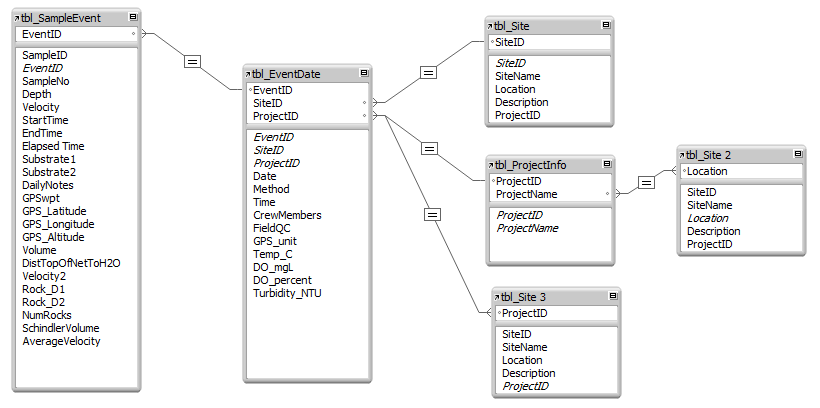 tbl_SampleEvent
EventID
SampleID
EventID
SampleNo
Depth
Velocity
StartTime
EndTime
Elapsed Time
Substrate1
Substrate2
DailyNotes
GPSwpt
GPS_Latitude
GPS_Longitude
GPS_Altitude
Volume
DistTopOfNetToH2O
Velocity2
Rock_D1
Rock_D2
NumRocks
SchindlerVolume
AverageVelocity
=
tbl_EventDate
EventID
SiteID
ProjectID
EventID
SiteID
ProjectID
Date
Method
Time
CrewMembers
FieldQC
GPS_unit
Temp_C
DO_mgL
DO_percent
Turbidity_NTU
=
=
=
tbl_Site
SiteID
SiteID
SiteName
Location
Description
ProjectID
tbl_ProjectInfo
ProjectID
ProjectName
ProjectID
ProjectName
=
tbl_Site 2
Location
SiteID
SiteName
Location
Description
ProjectID
tbl_Site 3
ProjectID
SiteID
SiteName
Location
Description
ProjectID